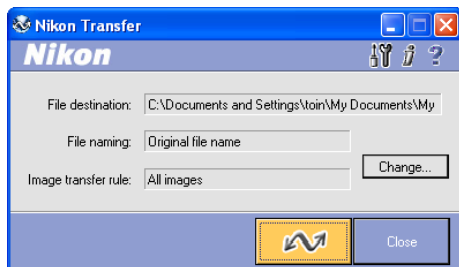 Nikon Transfer
Nikon
File destination: C:\Documents and Settings\toin\My Documents\My
File naming: Original file name
Change...
Image transfer rule: All images
Close